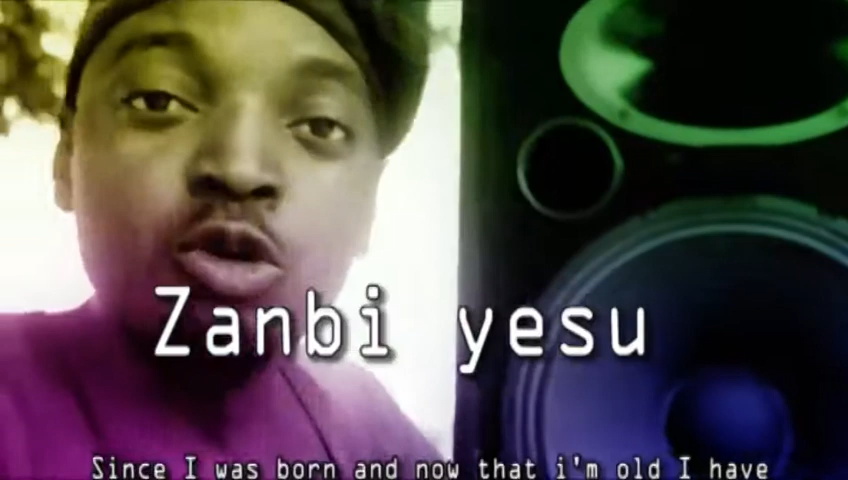 Zanbi yesu
Since I was born and now that i'm old I have